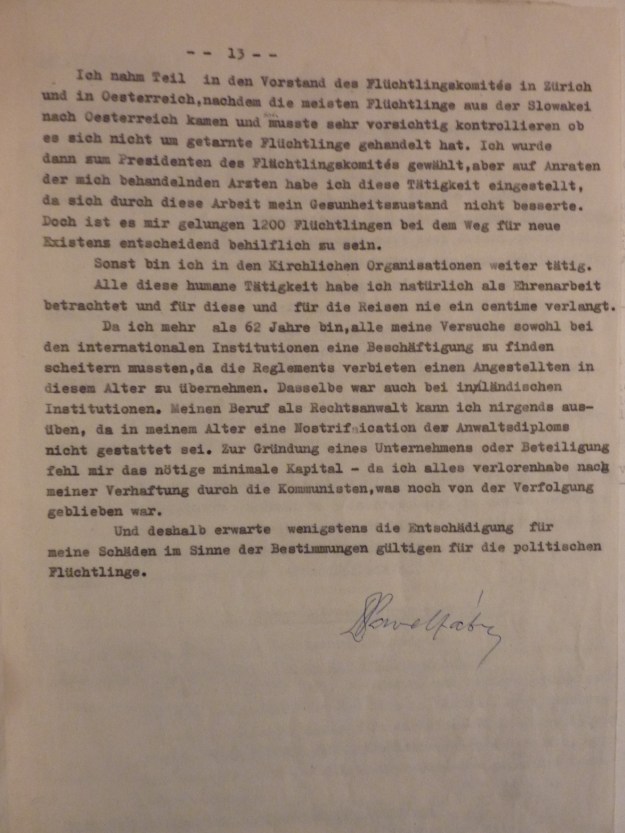 - - 13 - -
Ich nahm Teil in den Vorstand des Flüchtlingskomités in Zürich
und in Oesterreich,nachdem die meisten Flüchtlinge aus der Slowakei
nach Oesterreich kamen und musste sehr vorsichtig kontrollieren ob
es sich nicht um getarnte Flüchtlinge gehandelt hat. Ich wurde
dann zum Presidenten des Flüchtlingskomités gewählt,aber auf Anraten
der mich behandelnden Arzten habe ich diese Tätigkeit eingestellt,
da sich durch diese Arbeit mein Gesunheitszustand nicht besserte.
Doch ist es mir gelungen 1200 Flüchtlingen bei dem Weg für neue
Existens entscheidend behilflich zu sein.
Sonst bin ich in den Kirchlichen Organisationen weiter tätig.
Alle diese humane Tätigkeit habe ich natürlich als Ehrenarbeit
betrachtet und für diese und für die Reisen nie ein centime verlangt.
Da ich mehr als 62 Jahre bin,alle meine Versuche sowohl bei
den internationalen Institutionen eine Beschäftigung zu finden
scheitern mussten,da die Reglements verbieten einen Angestellten in
diesem Alter zu übernehmen. Dasselbe war auch bei inländischen
Institutionen. Meinen Beruf als Rechtsanwalt kann ich nirgends aus-
üben, da in meinem Alter eine Nostrifaication des Anwaltsdiploms
nicht gestattet sei. Zur Gründung eines Unternehmens oder Beteiligung
fehl mir das nötige minimale Kapital - da ich alles verlorenhabe nach
meiner Verhaftung durch die Kommunisten,was noch von der Verfolgung
geblieben war.
Und deshalb erwarte wenigstens die Entschädigung für
meine Schäden im Sinne der Bestimmungen gültigen für die politischen
Flüchtlinge.